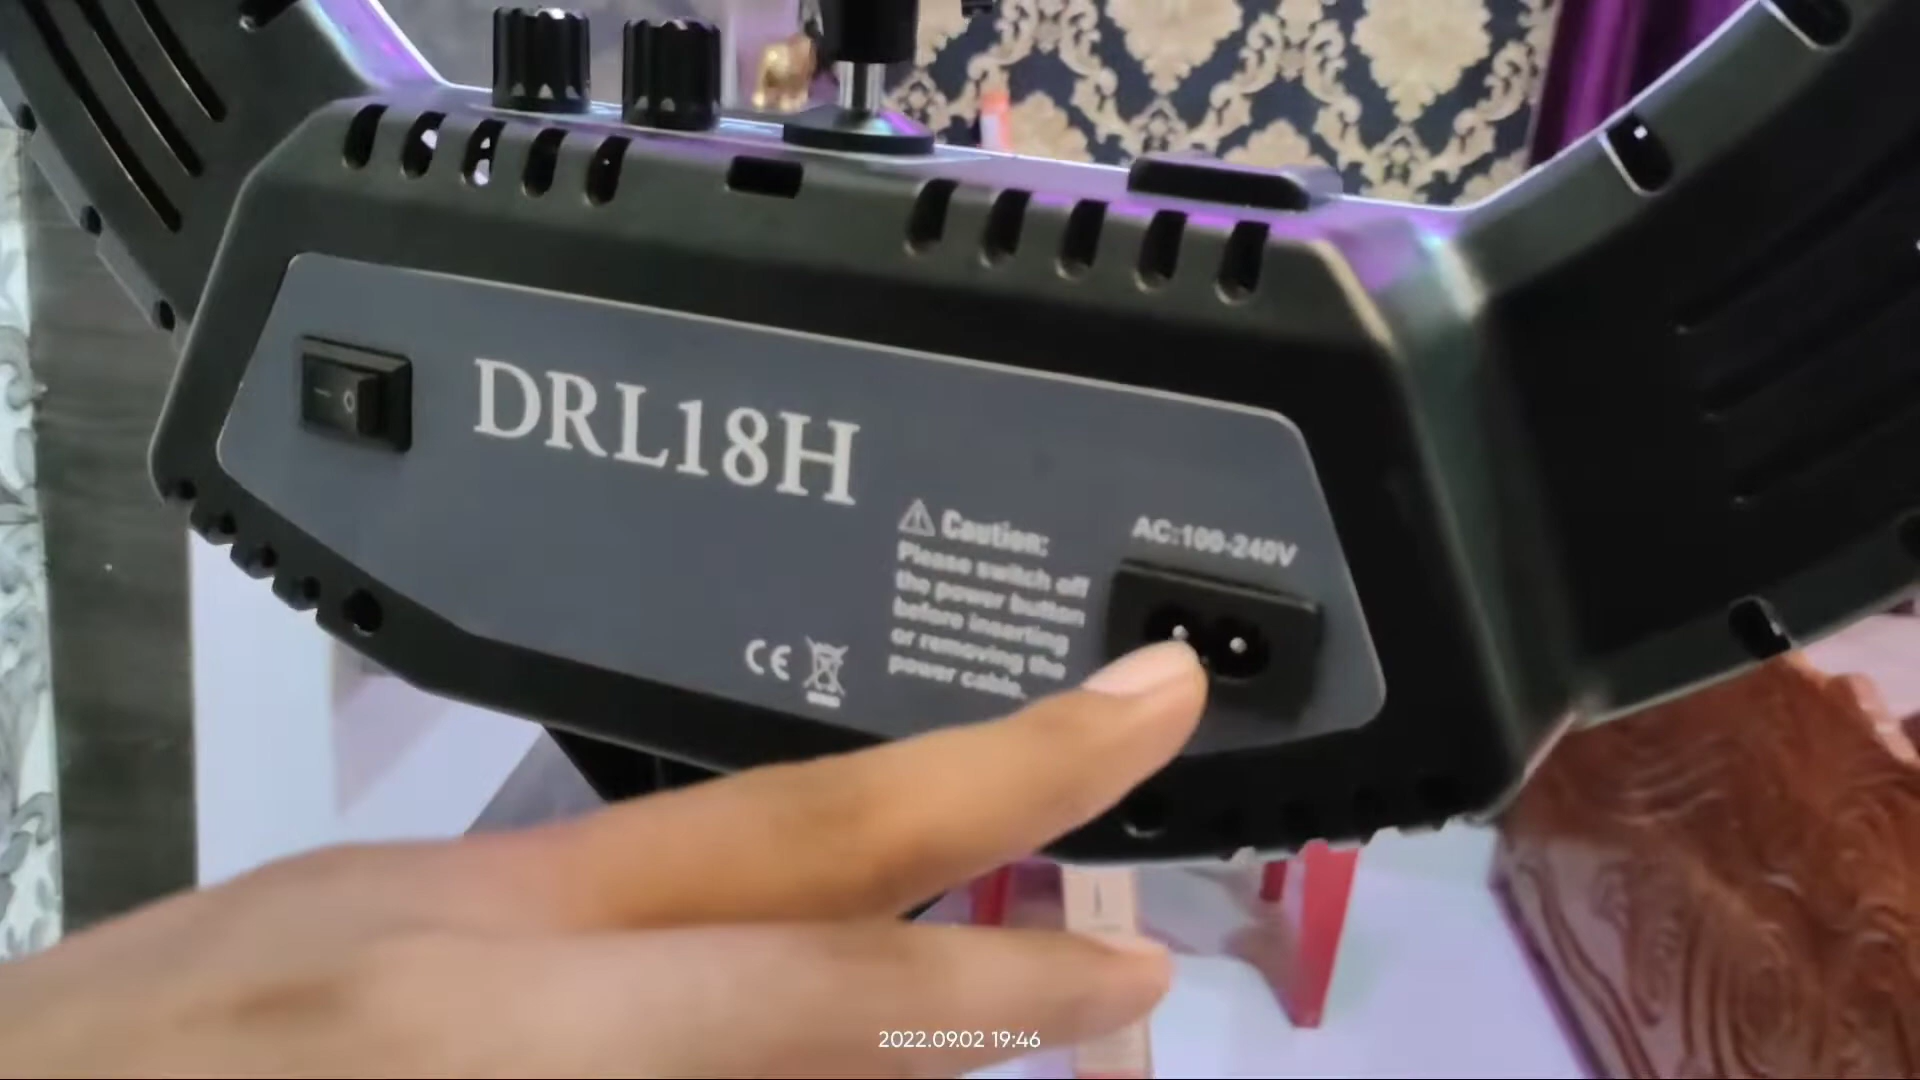 DRL18H
Caution:
Please switch off
the power button
before inserting
or removing the
power cable.
AC:100-240V
CE
2022.09.02 19:46